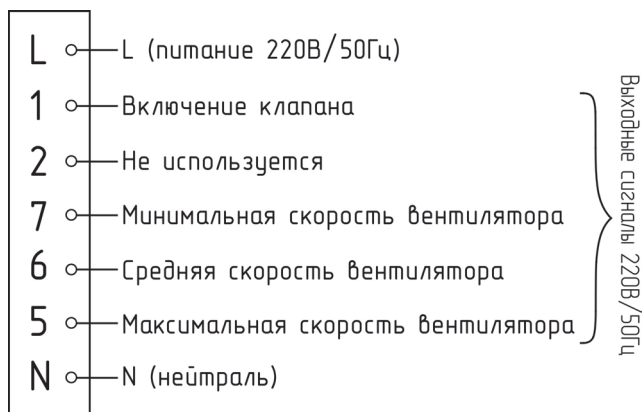 L L (питание 220В/50Гц)
1 Включение клапана
2 Не используется
7 Минимальная скорость вентилятора
6 Средняя скорость вентилятора
5 Максимальная скорость вентилятора
N N (нейтраль)
Выходные сигналы 220В/50Гц